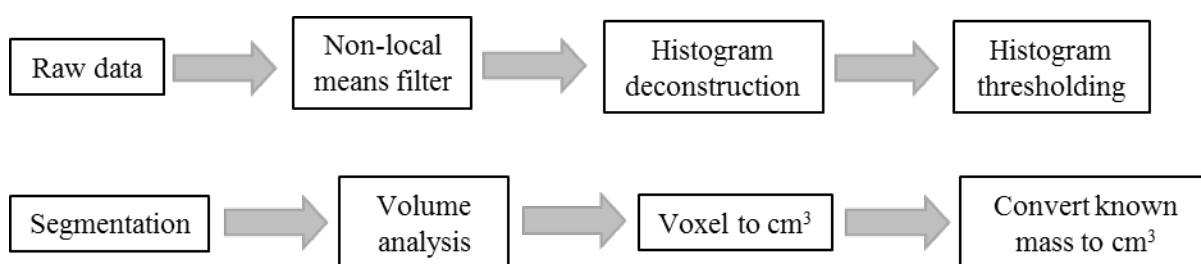 Raw data
Non-local
means filter
Histogram
deconstruction
Histogram
thresholding
Segmentation
Volume
analysis
Voxel to cm³
Convert known
mass to cm³